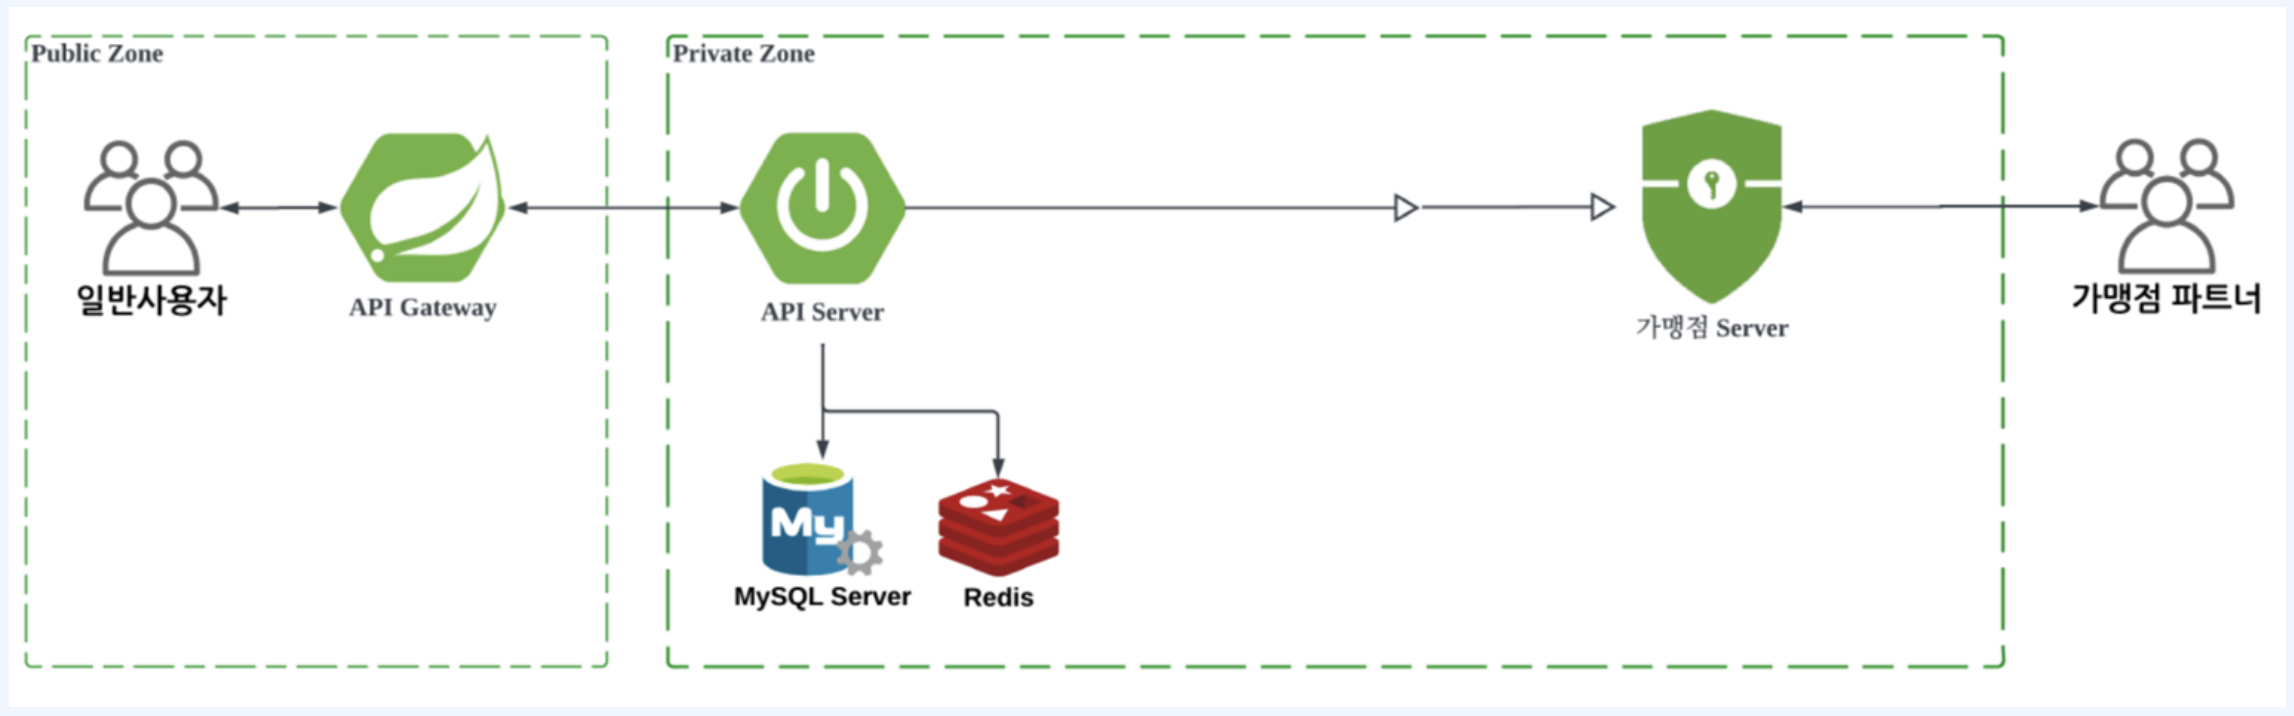 Public Zone
Private Zone
일반사용자
API Gateway
API Server
가맹점 Server
가맹점 파트너
My
MySQL Server
Redis